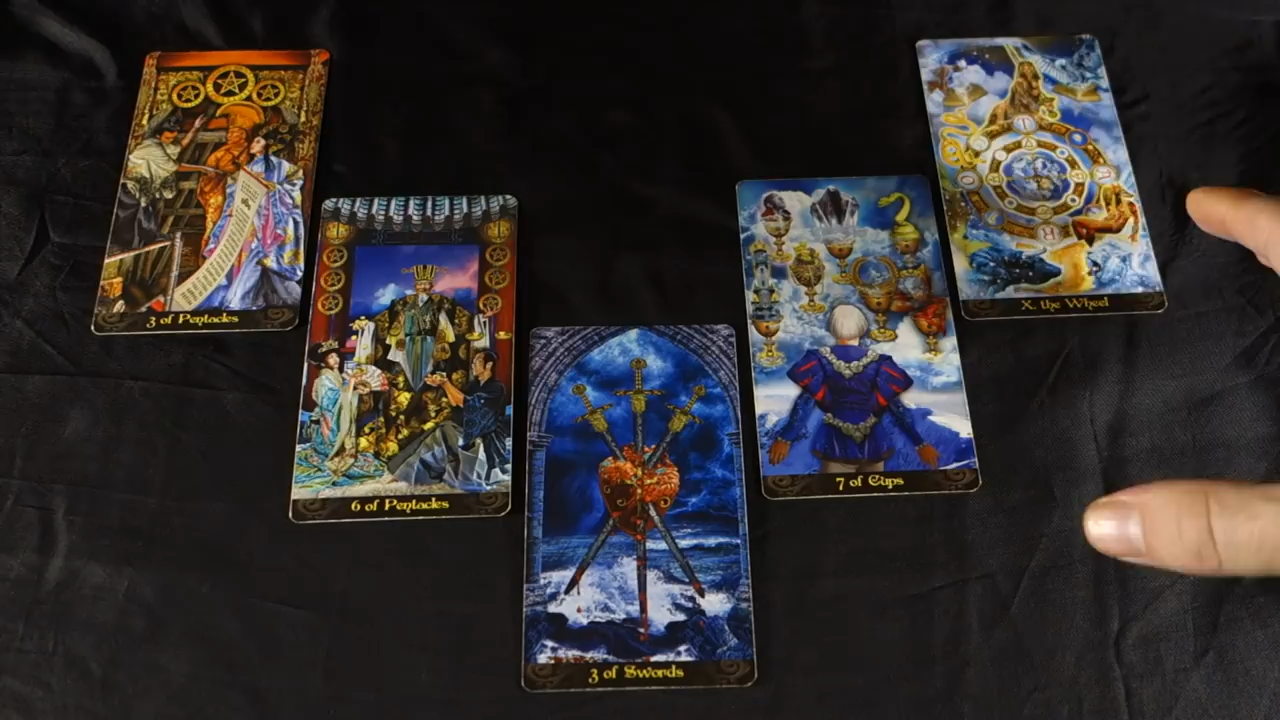 3 of Pentacles
6 of Pentacles
3 of Swords
7 of Cups
X. the Wheel